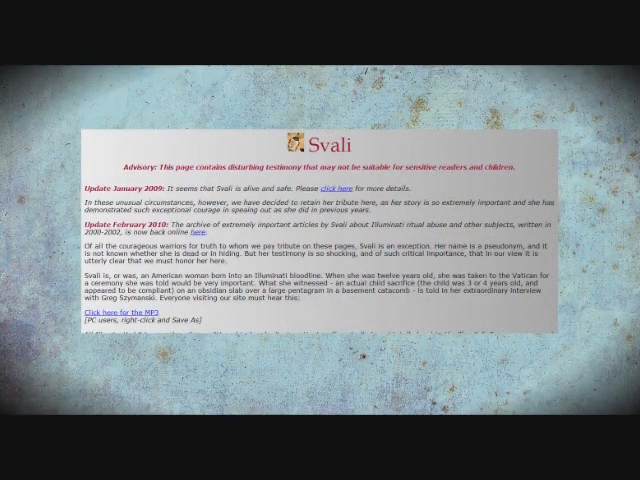 Svali
Advisory: This page contains disturbing testimony that may not be suitable for sensitive readers and children.
Update January 2009: It seems that Svali is alive and safe. Please click here for more details.
In these unusual circumstances, however, we have decided to retain her tribute here, as her story is so extremely important and she has
demonstrated such exceptional courage in speaing out as she did in previous years.
Update February 2010: The archive of extremely important articles by Svali about Illuminati ritual abuse and other subjects, written in
2000-2002, is now back online here.
Of all the courageous warriors for truth to whom we pay tribute on these pages, Svali is an exception. Her name is a pseudonym, and it
is not known whether she is dead or in hiding. But her testimony is so shocking, and of such critical importance, that in our view it is
utterly clear that we must honor her here.
Svali is, or was, an American woman born into an Illuminati bloodline. When she was twelve years old, she was taken to the Vatican for
a ceremony she was told would be very important. What she witnessed - an actual child sacrifice (the child was 3 or 4 years old, and
appeared to be compliant) on an obsidian slab over a large pentagram in a basement catacomb - is told in her extraordinary interview
with Greg Szymanski. Everyone visiting our site must hear this:
Click here for the MP3
[PC users, right-click and Save As]